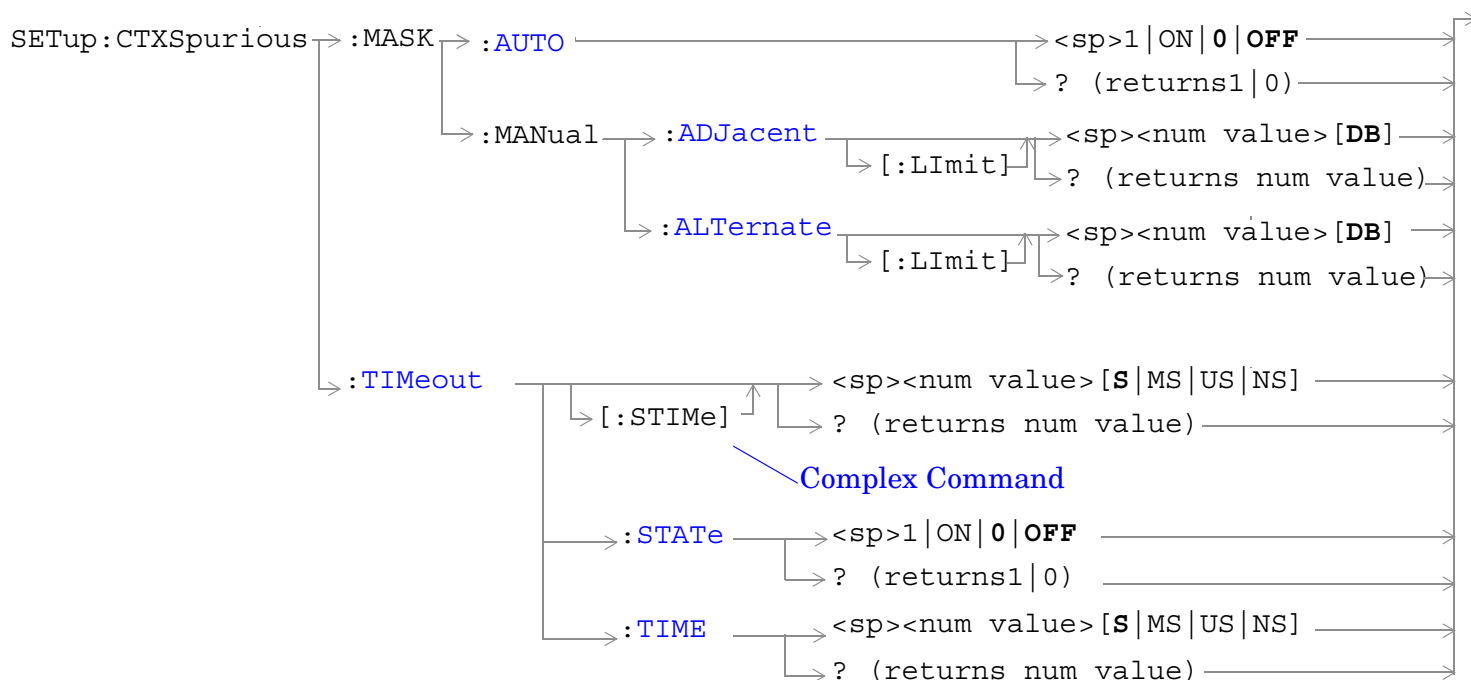 SETup:CTXSpurious :MASK :AUTO <sp>1|ON|0|OFF
? (returns1|0)
:MANual :ADJacent <sp><num value>[DB]
[:LImit] ? (returns num value)
:ALTernate <sp><num value>[DB]
[:LImit] ? (returns num value)
:TIMeout <sp><num value>[S|MS|US|NS]
[:STIMe] ? (returns num value)
Complex Command
:STATe <sp>1|ON|0|OFF
? (returns1|0)
:TIME <sp><num value>[S|MS|US|NS]
? (returns num value)